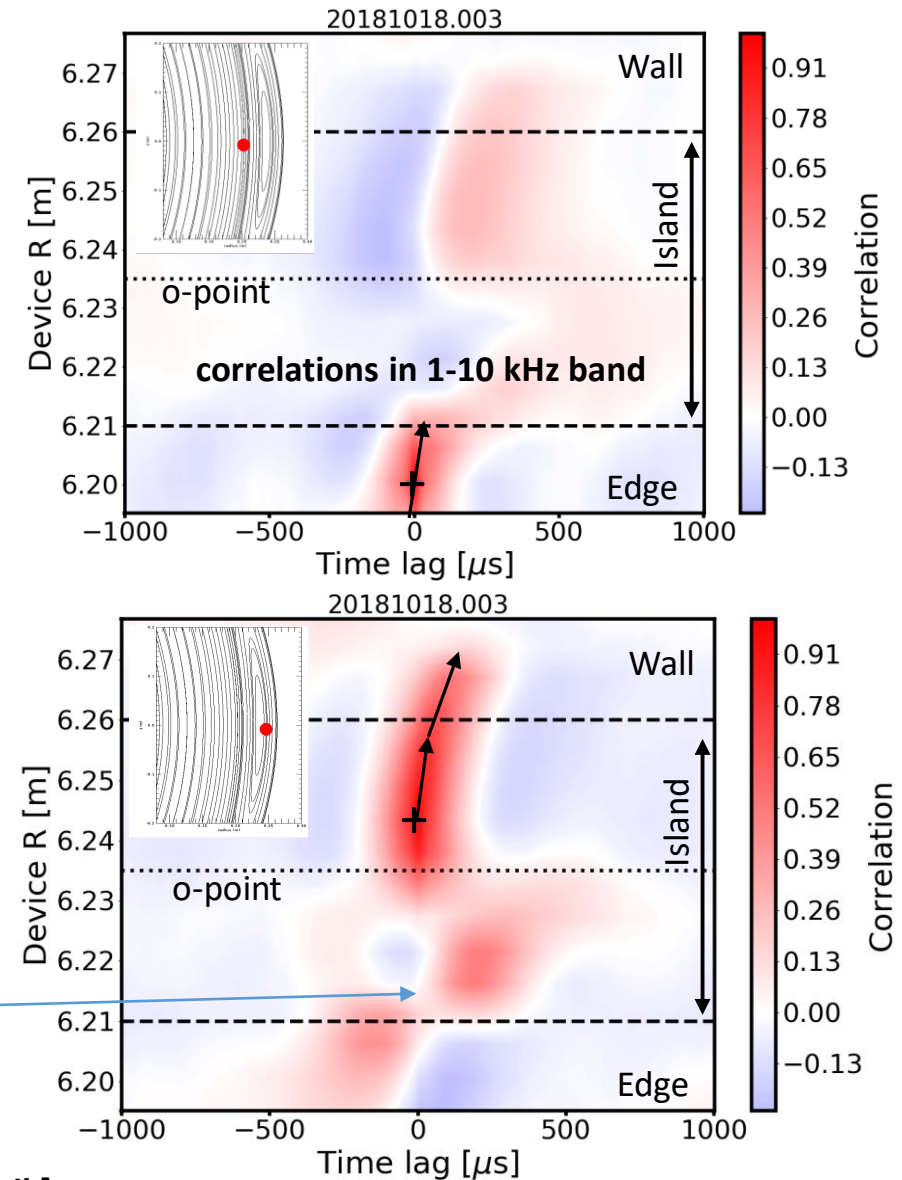 20181018.003
6.27
6.26
6.25
6.24
6.23
6.22
6.21
6.20
Device R [m]
Wall
Island
o-point
correlations in 1-10 kHz band
Edge
−1000 −500 0 500 1000
Time lag [μs]
0.91
0.78
0.65
0.52
0.39
0.26
0.13
0.00
−0.13
Correlation
20181018.003
6.27
6.26
6.25
6.24
6.23
6.22
6.21
6.20
Device R [m]
Wall
Island
o-point
Edge
−1000 −500 0 500 1000
Time lag [μs]
0.91
0.78
0.65
0.52
0.39
0.26
0.13
0.00
−0.13
Correlation